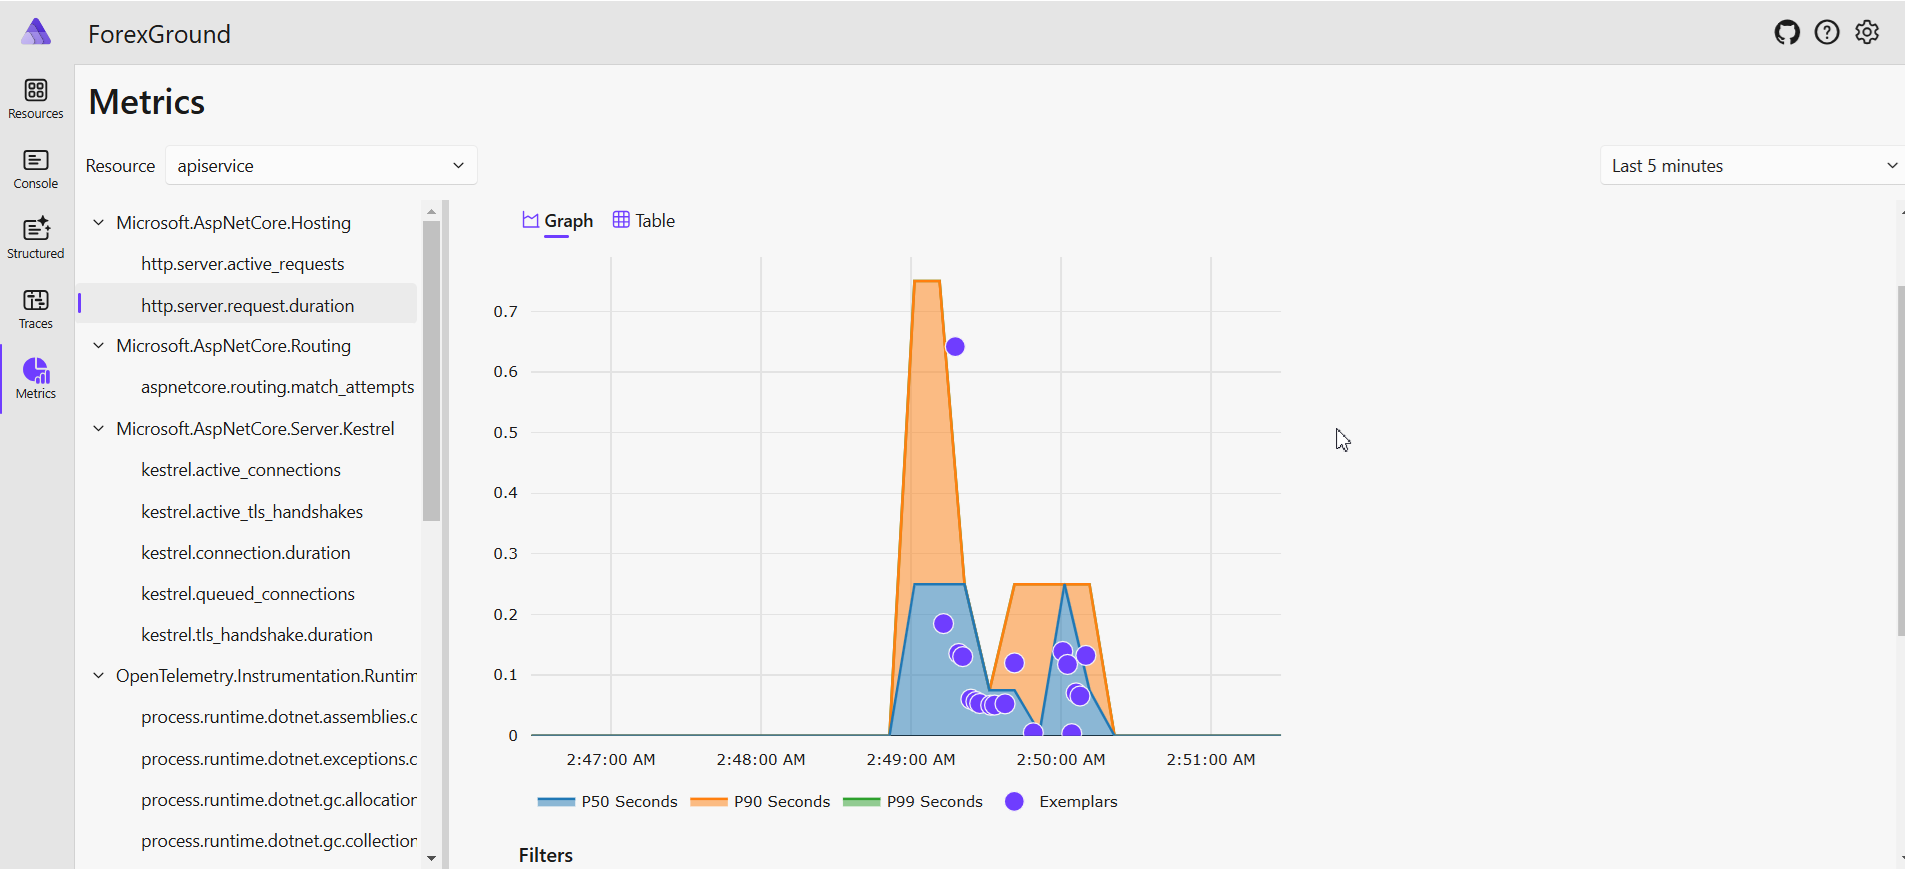 ForexGround
Resources
Console
Structured
Traces
Metrics
Metrics
Resource
apiservice
Last 5 minutes
Microsoft.AspNetCore.Hosting
http.server.active_requests
http.server.request.duration
Microsoft.AspNetCore.Routing
aspnetcore.routing.match_attempts
Microsoft.AspNetCore.Server.Kestrel
kestrel.active_connections
kestrel.active_tls_handshakes
kestrel.connection.duration
kestrel.queued_connections
kestrel.tls_handshake.duration
OpenTelemetry.Instrumentation.Runtim
process.runtime.dotnet.assemblies.c
process.runtime.dotnet.exceptions.c
process.runtime.dotnet.gc.allocation
process.runtime.dotnet.gc.collection
Graph Table
0.7
0.6
0.5
0.4
0.3
0.2
0.1
0
2:47:00 AM 2:48:00 AM 2:49:00 AM 2:50:00 AM 2:51:00 AM
P50 Seconds P90 Seconds P99 Seconds Exemplars
Filters